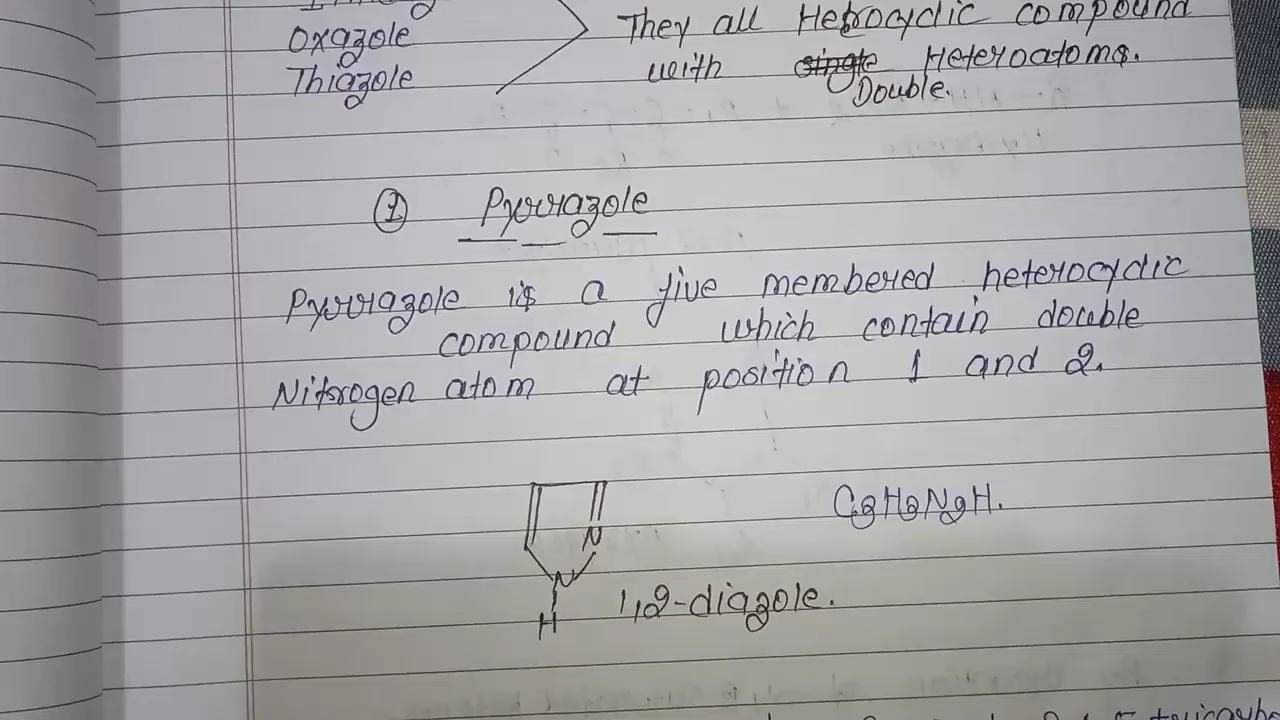 Oxazole
Thiazole
They all Hetrocyclic compound
with single Heteroatoms.
Double.
① Pyrrazole
Pyrrazole is a five membered heterocyclic
compound which contain double
Nitrogen atom at position 1 and 2.
C3H3N2H.
N
N
H
1,2-diazole.